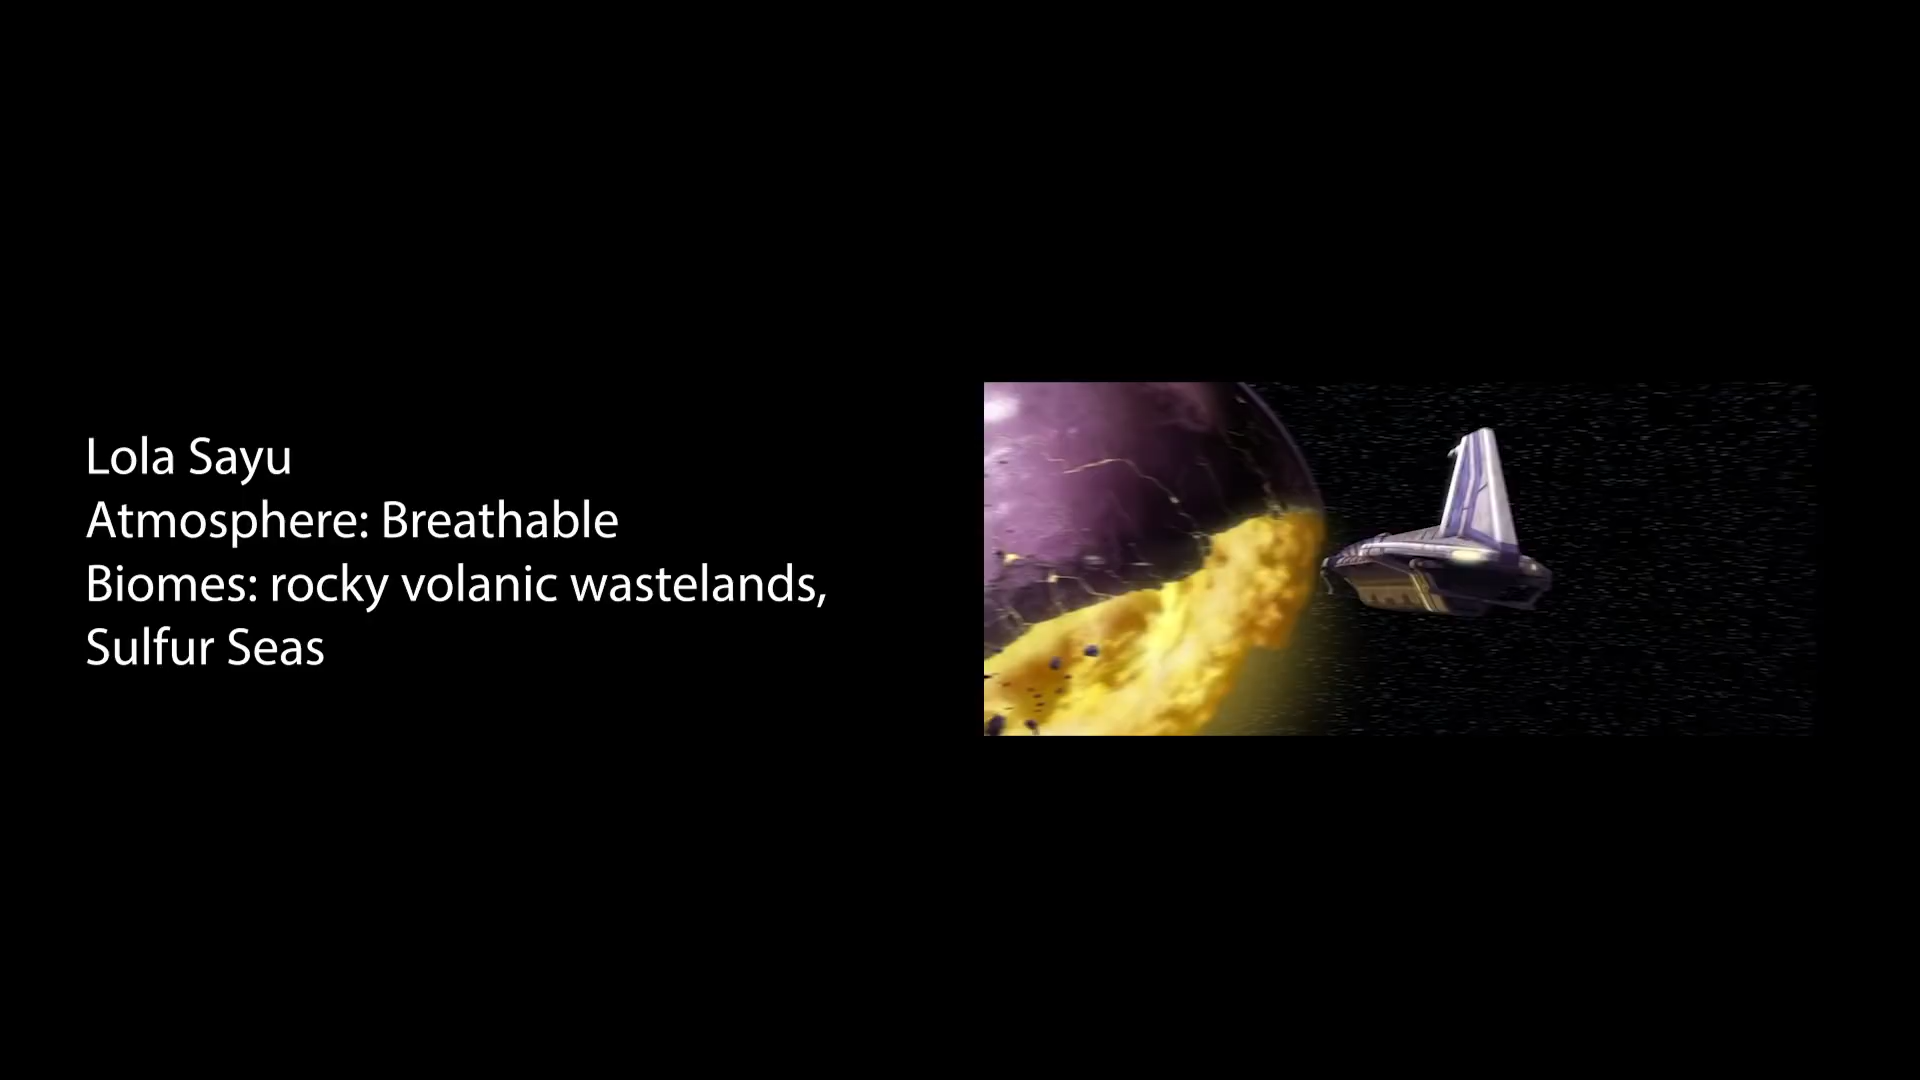 Lola Sayu
Atmosphere: Breathable
Biomes: rocky volanic wastelands,
Sulfur Seas